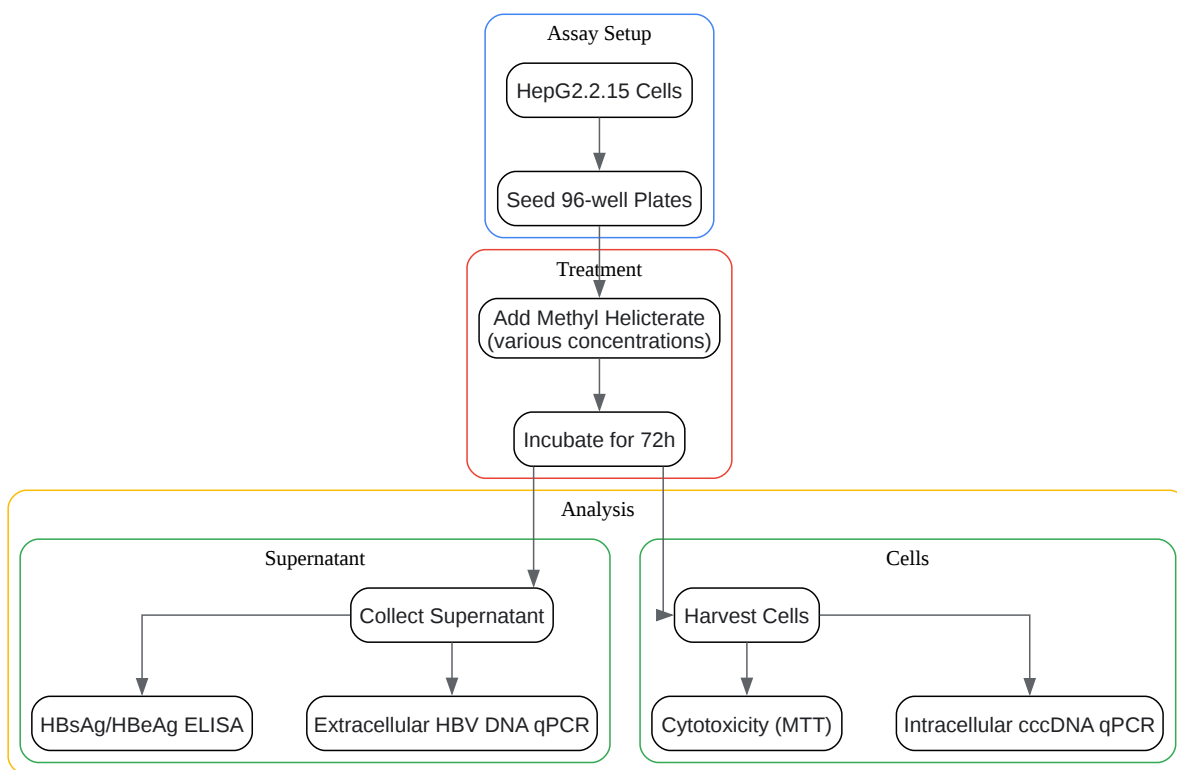 Assay Setup
HepG2.2.15 Cells
Seed 96-well Plates
Treatment
Add Methyl Helicterate
(various concentrations)
Incubate for 72h
Analysis
Supernatant
Cells
Collect Supernatant
Harvest Cells
HBsAg/HBeAg ELISA
Extracellular HBV DNA qPCR
Cytotoxicity (MTT)
Intracellular cccDNA qPCR